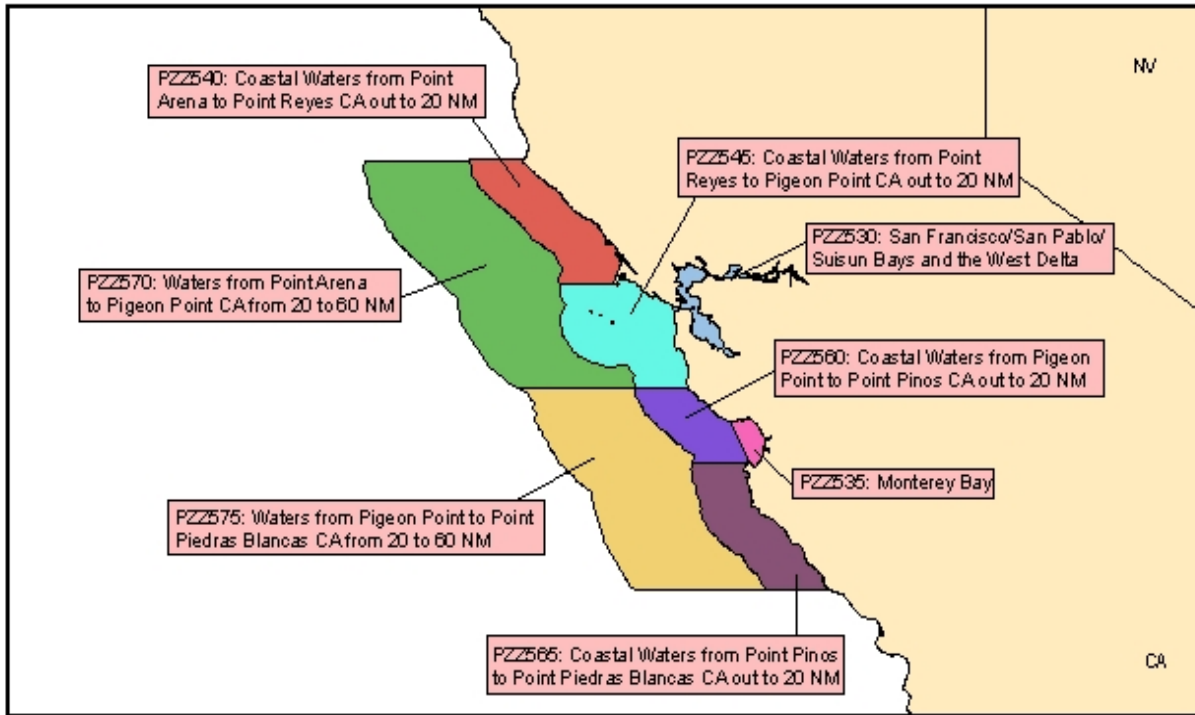 NV
PZZ540: Coastal Waters from Point
Arena to Point Reyes CA out to 20 NM
PZZ545: Coastal Waters from Point
Reyes to Pigeon Point CA out to 20 NM
PZZ530: San Francisco/San Pablo/
Suisun Bays and the West Delta
PZZ570: Waters from Point Arena
to Pigeon Point CA from 20 to 60 NM
PZZ560: Coastal Waters from Pigeon
Point to Point Pinos CA out to 20 NM
PZZ535: Monterey Bay
PZZ575: Waters from Pigeon Point to Point
Piedras Blancas CA from 20 to 60 NM
PZZ565: Coastal Waters from Point Pinos
to Point Piedras Blancas CA out to 20 NM
CA